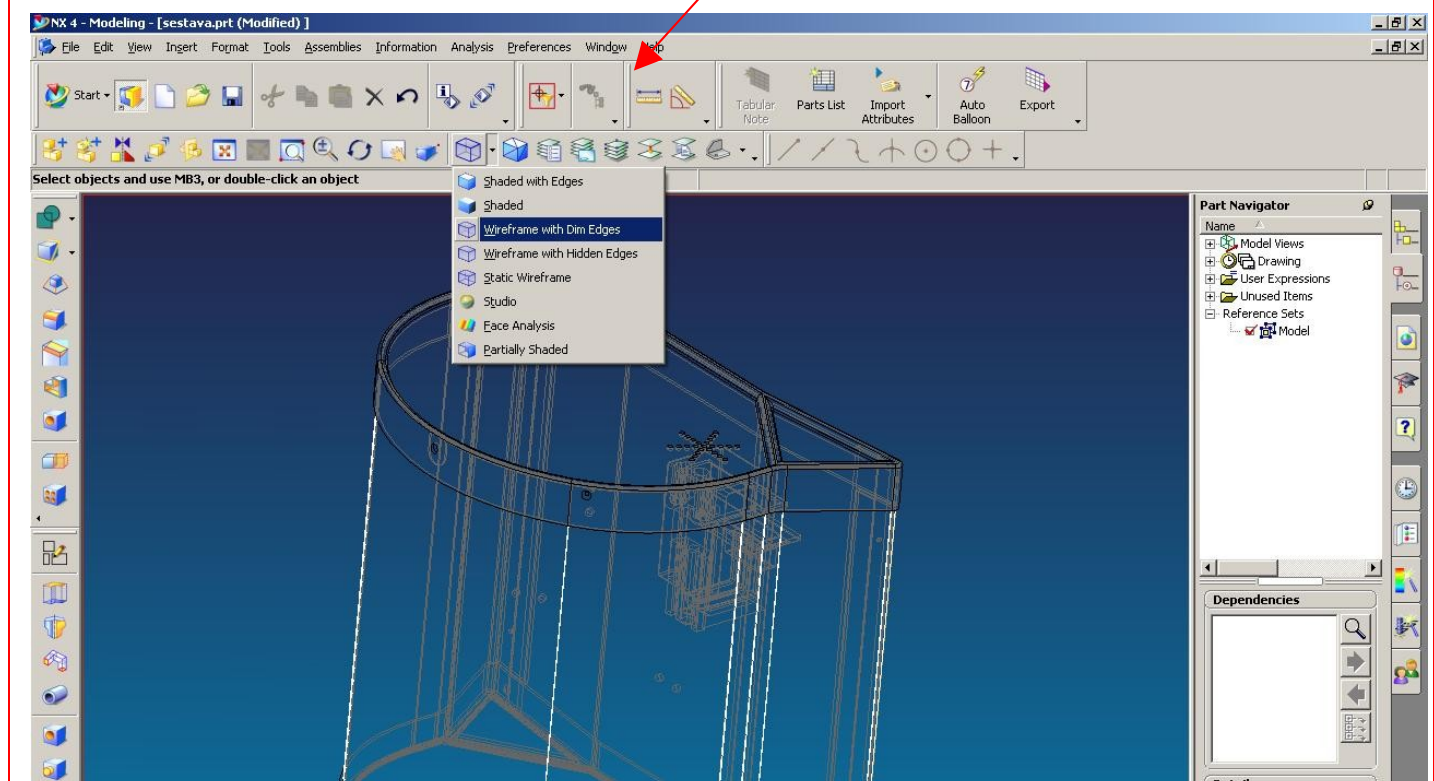 NX 4 - Modeling - [sestava.prt (Modified) ]
File Edit View Insert Format Tools Assemblies Information Analysis Preferences Window Help
Start
Tabular Note
Parts List
Import Attributes
Auto Balloon
Export
Select objects and use MB3, or double-click an object
Shaded with Edges
Shaded
Wireframe with Dim Edges
Wireframe with Hidden Edges
Static Wireframe
Studio
Face Analysis
Partially Shaded
Part Navigator
Name
Model Views
Drawing
User Expressions
Unused Items
Reference Sets
Model
Dependencies